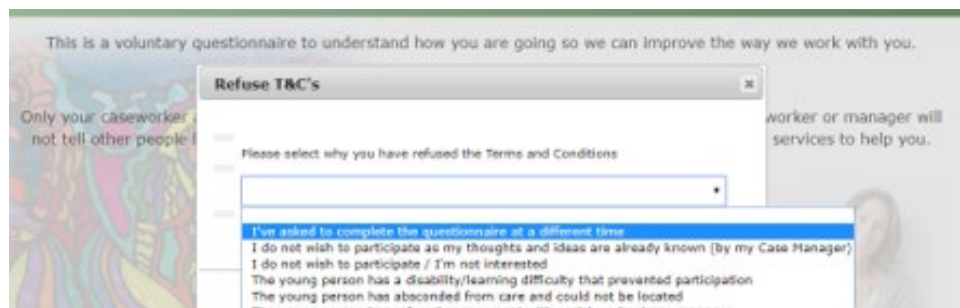 This is a voluntary questionnaire to understand how you are going so we can improve the way we work with you.
Refuse T&C's
Only your caseworker
worker or manager will
not tell other people
services to help you.
Please select why you have refused the Terms and Conditions
I've asked to complete the questionnaire at a different time
I do not wish to participate as my thoughts and ideas are already known (by my Case Manager)
I do not wish to participate / I'm not interested
The young person has a disability/learning difficulty that prevented participation
The young person has absconded from care and could not be located